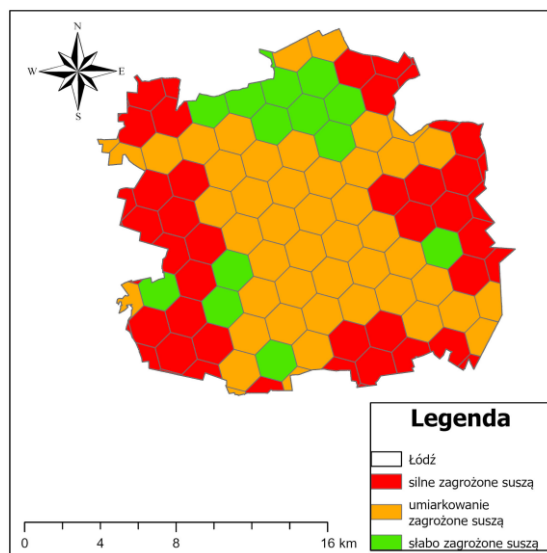 N
W E
S
Legenda
Łódź
silne zagrożone suszą
umiarkowanie
zagrożone suszą
słabo zagrożone suszą
0 4 8 16 km